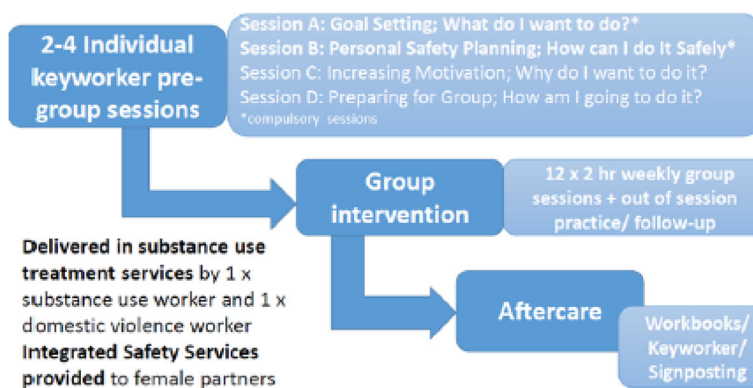 2-4 Individual
keyworker pre-
group sessions
Session A: Goal Setting; What do I want to do?*
Session B: Personal Safety Planning; How can I do It Safely*
Session C: Increasing Motivation; Why do I want to do it?
Session D: Preparing for Group; How am I going to do it?
*compulsory sessions
Group
intervention
12 x 2 hr weekly group
sessions + out of session
practice/ follow-up
Delivered in substance use
treatment services by 1 x
substance use worker and 1 x
domestic violence worker
Integrated Safety Services
provided to female partners
Aftercare
Workbooks/
Keyworker/
Signposting